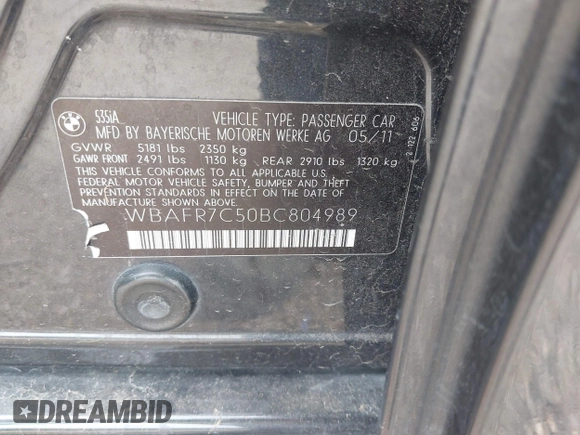 BMW
535iA VEHICLE TYPE: PASSENGER CAR
MFD BY BAYERISCHE MOTOREN WERKE AG 05/11
GVWR 5181 lbs 2350 kg
GAWR FRONT 2491 lbs 1130 kg REAR 2910 lbs 1320 kg
THIS VEHICLE CONFORMS TO ALL APPLICABLE U.S.
FEDERAL MOTOR VEHICLE SAFETY, BUMPER, AND THEFT
PREVENTION STANDARDS IN EFFECT ON THE DATE OF
MANUFACTURE SHOWN ABOVE.
WBAFR7C50BC804989
DREAMBID